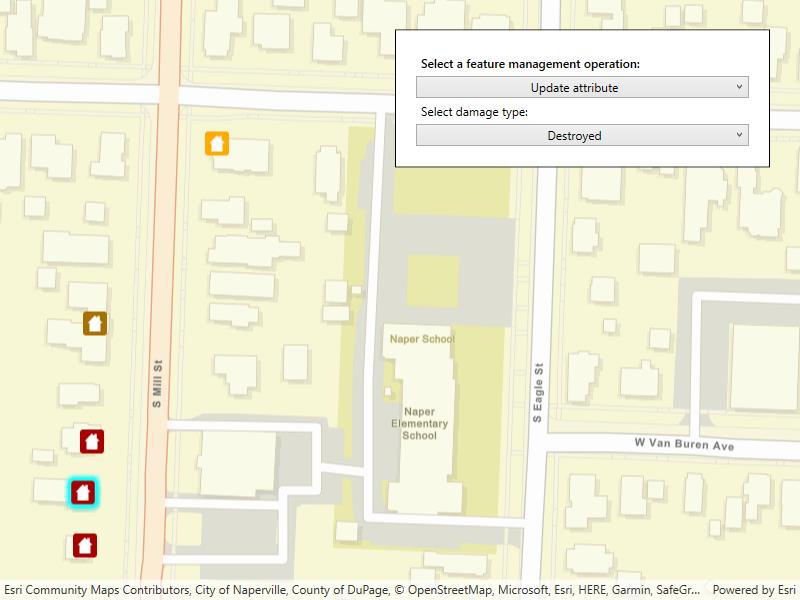 Select a feature management operation:
Update attribute
Select damage type:
Destroyed
Naper School
S Mill St
S Eagle St
Naper
Elementary
School
W Van Buren Ave
Esri Community Maps Contributors, City of Naperville, County of DuPage, © OpenStreetMap, Microsoft, Esri, HERE, Garmin, SafeGr... Powered by Esri